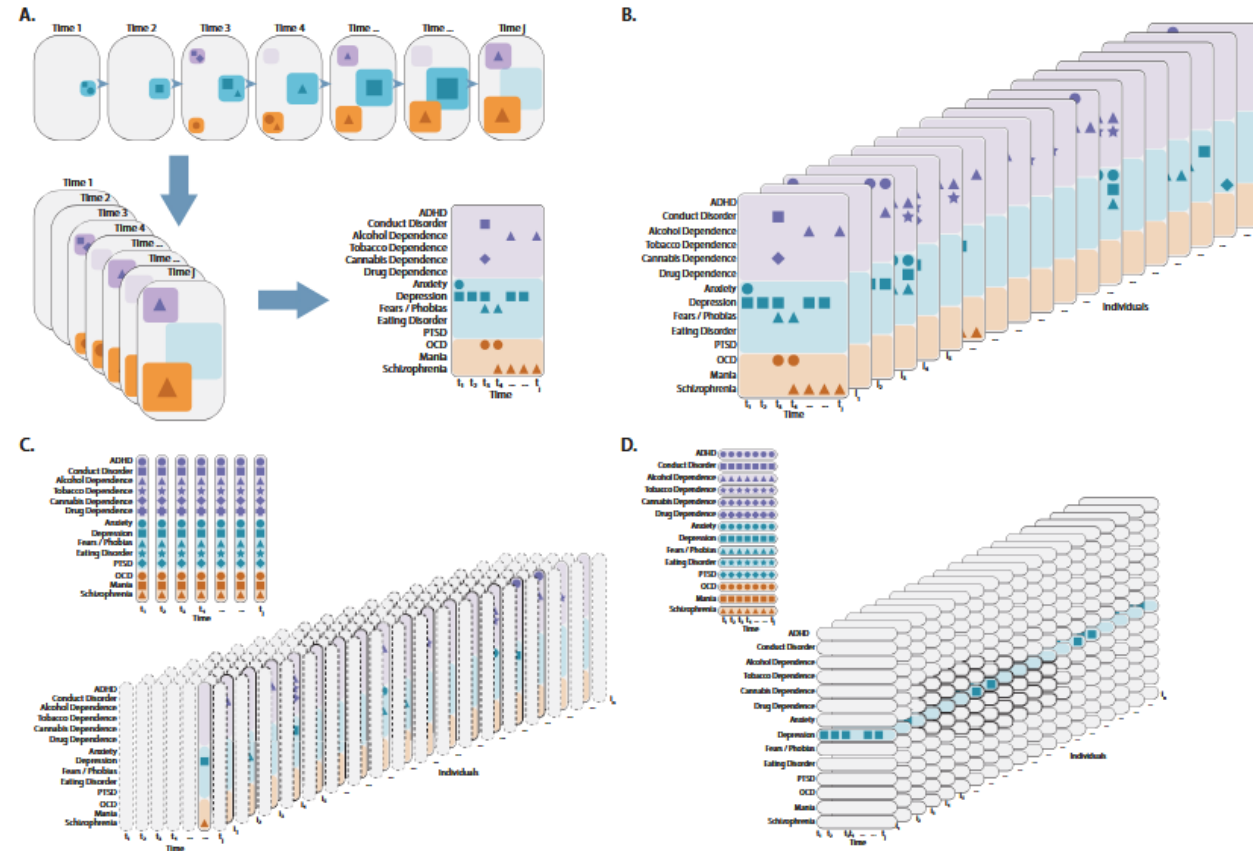 A.
Time 1
Time 2
Time 3
Time 4
Time ...
Time ...
Time J
Time 1
Time 2
Time 3
Time 4
Time ...
Time ...
Time J
ADHD
Conduct Disorder
Alcohol Dependence
Tobacco Dependence
Cannabis Dependence
Drug Dependence
Anxiety
Depression
Fears / Phobias
Eating Disorder
PTSD
OCD
Mania
Schizophrenia
Time
B.
ADHD
Conduct Disorder
Alcohol Dependence
Tobacco Dependence
Cannabis Dependence
Drug Dependence
Anxiety
Depression
Fears / Phobias
Eating Disorder
PTSD
OCD
Mania
Schizophrenia
Time
Individuals
C.
ADHD
Conduct Disorder
Alcohol Dependence
Tobacco Dependence
Cannabis Dependence
Drug Dependence
Anxiety
Depression
Fears / Phobias
Eating Disorder
PTSD
OCD
Mania
Schizophrenia
Time
ADHD
Conduct Disorder
Alcohol Dependence
Tobacco Dependence
Cannabis Dependence
Drug Dependence
Anxiety
Depression
Fears / Phobias
Eating Disorder
PTSD
OCD
Mania
Schizophrenia
Time
Individuals
D.
ADHD
Conduct Disorder
Alcohol Dependence
Tobacco Dependence
Cannabis Dependence
Drug Dependence
Anxiety
Depression
Fears / Phobias
Eating Disorder
PTSD
OCD
Mania
Schizophrenia
Time
ADHD
Conduct Disorder
Alcohol Dependence
Tobacco Dependence
Cannabis Dependence
Drug Dependence
Anxiety
Depression
Fears / Phobias
Eating Disorder
PTSD
OCD
Mania
Schizophrenia
Time
Individuals